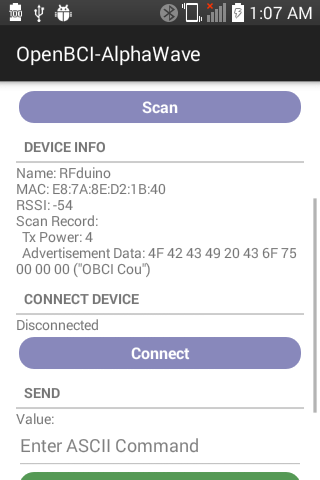 1:07 AM
OpenBCI-AlphaWave
Scan
DEVICE INFO
Name: RFduino
MAC: E8:7A:8E:D2:1B:40
RSSI: -54
Scan Record:
Tx Power: 4
Advertisement Data: 4F 42 43 49 20 43 6F 75
00 00 00 ("OBCI Cou")
CONNECT DEVICE
Disconnected
Connect
SEND
Value:
Enter ASCII Command